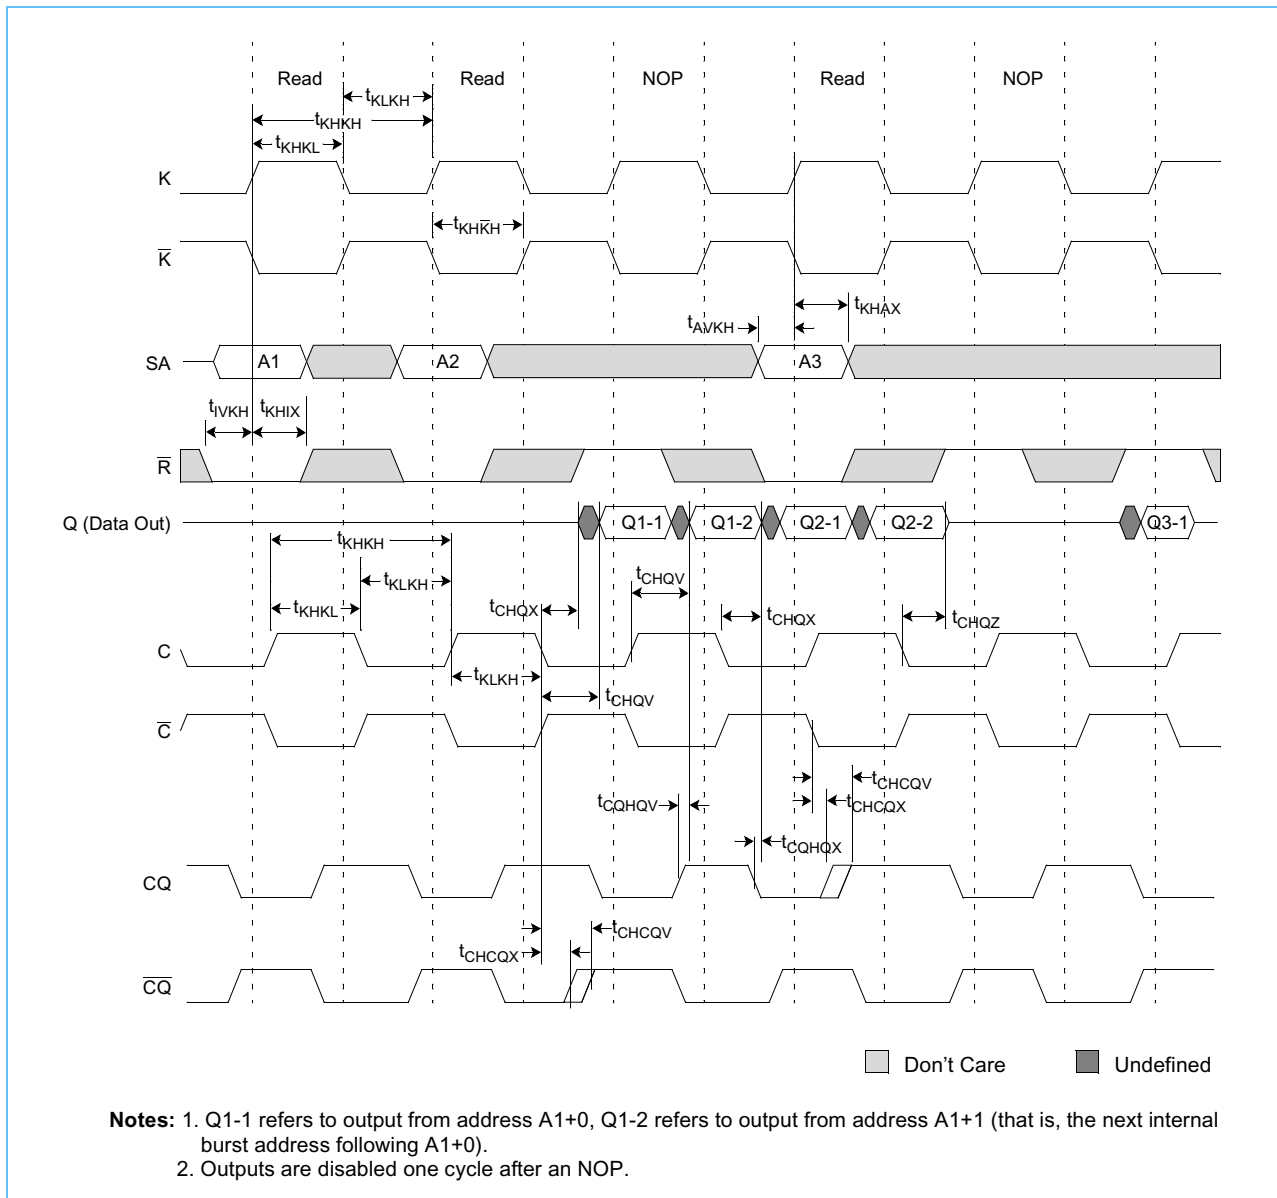 Read Read NOP Read NOP
tKLKH
tKHKH
tKHKL
K
tKHK̅H
K̅
tKHAX
tAVKH
SA A1 A2 A3
tIVKH tKHIX
R̅
Q (Data Out) Q1-1 Q1-2 Q2-1 Q2-2 Q3-1
tKHKH
tKLKH tCHQV
tKHKL tCHQX tCHQX tCHQZ
C
tKLKH tCHQV
C̅
tCHCQV
tCQHQV tCHCQX
tCQHQX
CQ
tCHCQV
tCHCQX
C̅Q̅
Don't Care Undefined
Notes: 1. Q1-1 refers to output from address A1+0, Q1-2 refers to output from address A1+1 (that is, the next internal
burst address following A1+0).
2. Outputs are disabled one cycle after an NOP.